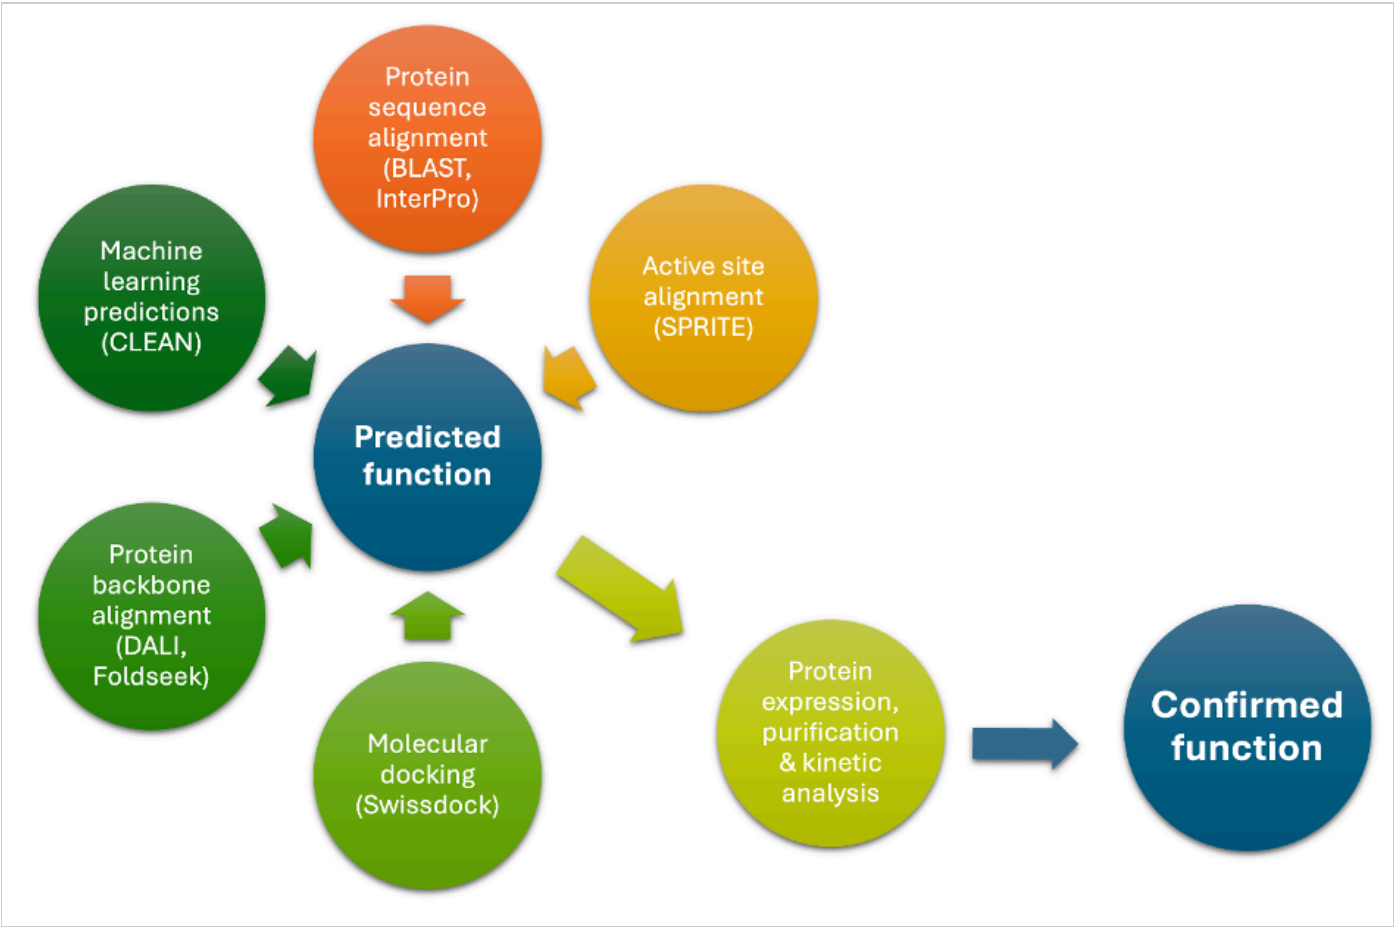 Protein
sequence
alignment
(BLAST,
InterPro)
Machine
learning
predictions
(CLEAN)
Active site
alignment
(SPRITE)
Predicted
function
Protein
backbone
alignment
(DALI,
Foldseek)
Molecular
docking
(Swissdock)
Protein
expression,
purification
& kinetic
analysis
Confirmed
function